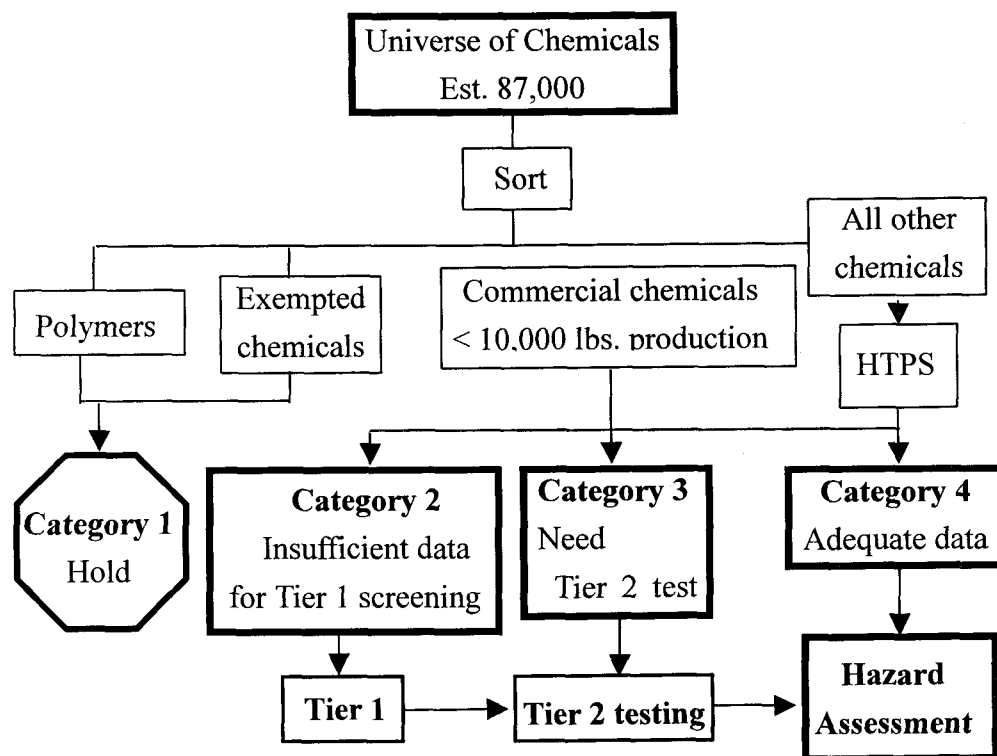 Universe of Chemicals
Est. 87,000
Sort
All other
chemicals
Polymers
Exempted
chemicals
Commercial chemicals
< 10,000 lbs. production
HTPS
Category 1
Hold
Category 2
Insufficient data
for Tier 1 screening
Category 3
Need
Tier 2 test
Category 4
Adequate data
Tier 1
Tier 2 testing
Hazard
Assessment